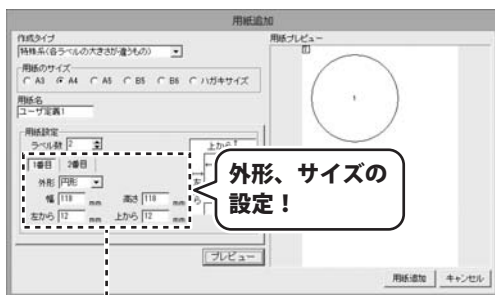 用紙追加
作成タイプ
特殊系(各ラベルの大きさが違うもの)
用紙のサイズ
A3 A4 A5 B5 B6 ハガキサイズ
用紙名
ユーザ定義1
用紙設定
ラベル数 2
1番目 2番目
外形 円形
幅 118 mm 高さ 118 mm
左から 12 mm 上から 12 mm
上から
プレビュー
外形、サイズの
設定！
用紙プレビュー
1
用紙追加 キャンセル